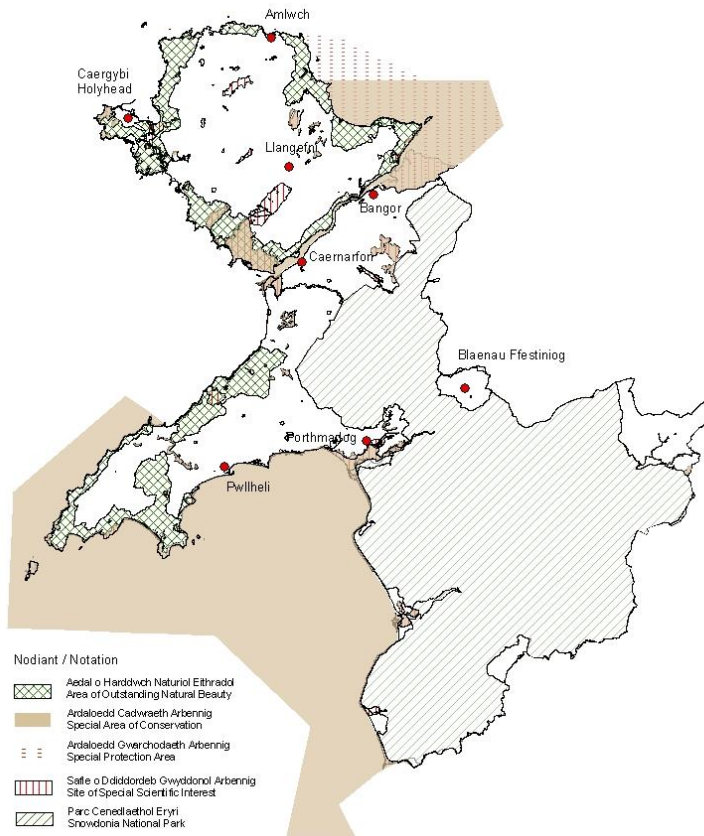 Amlwch
Caergybi
Holyhead
Llangefni
Bangor
Caernarfon
Blaenau Ffestiniog
Porthmadog
Pwllheli
Nodiant / Notation
Aedal o Harddwch Naturiol Eithradol
Area of Outstanding Natural Beauty
Ardaloedd Cadwraeth Arbennig
Special Area of Conservation
Ardaloedd Gwarchodaeth Arbennig
Special Protection Area
Safle o Ddiddordeb Gwyddonol Arbennig
Site of Special Scientific Interest
Parc Cenedlaethol Eryri
Snowdonia National Park